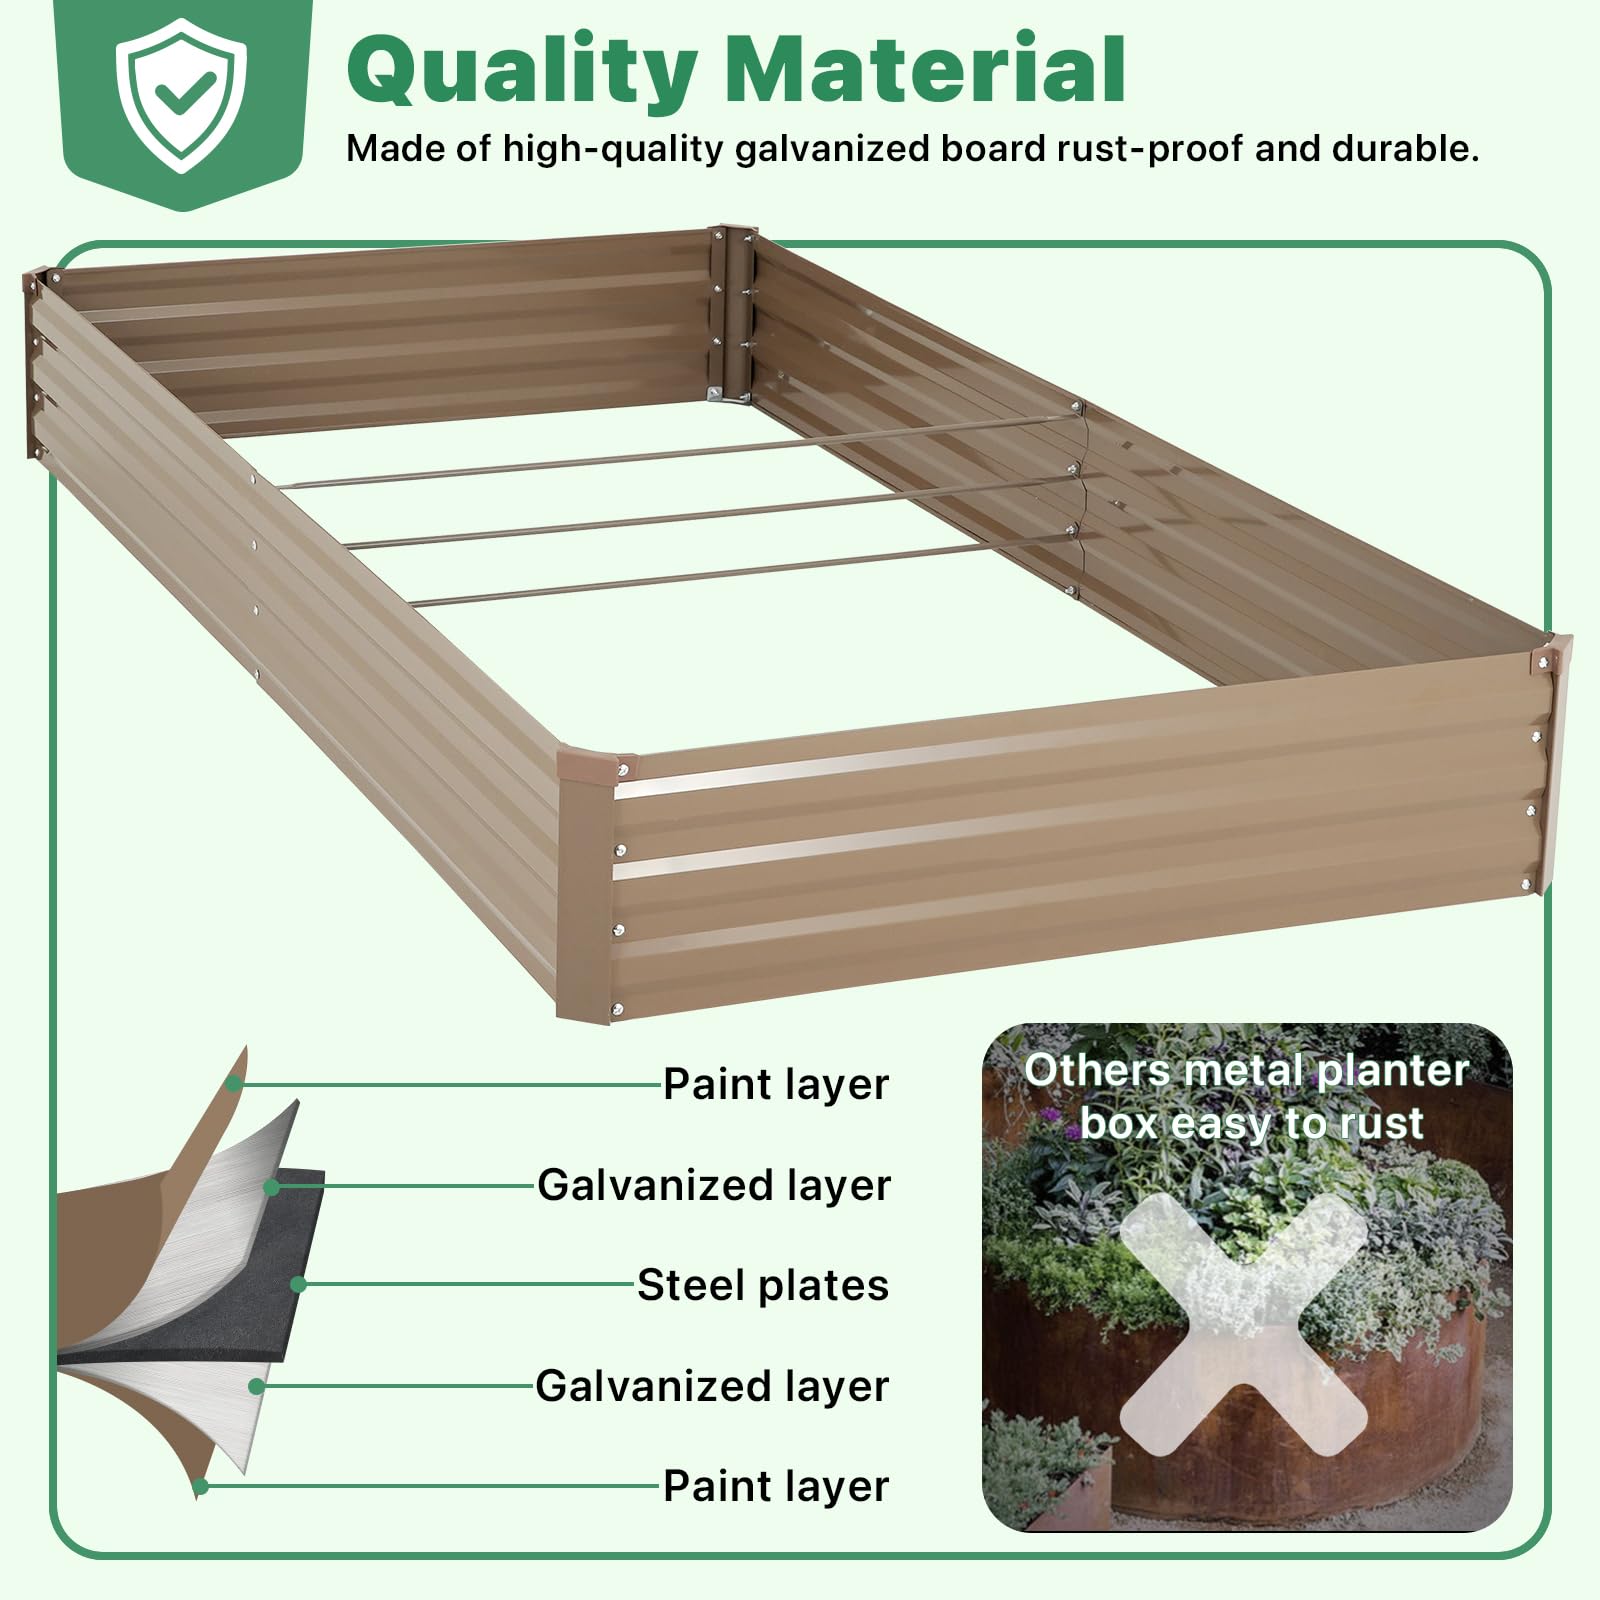 Quality Material
Made of high-quality galvanized board rust-proof and durable.
Paint layer
Galvanized layer
Steel plates
Galvanized layer
Paint layer
Others metal planter
box easy to rust